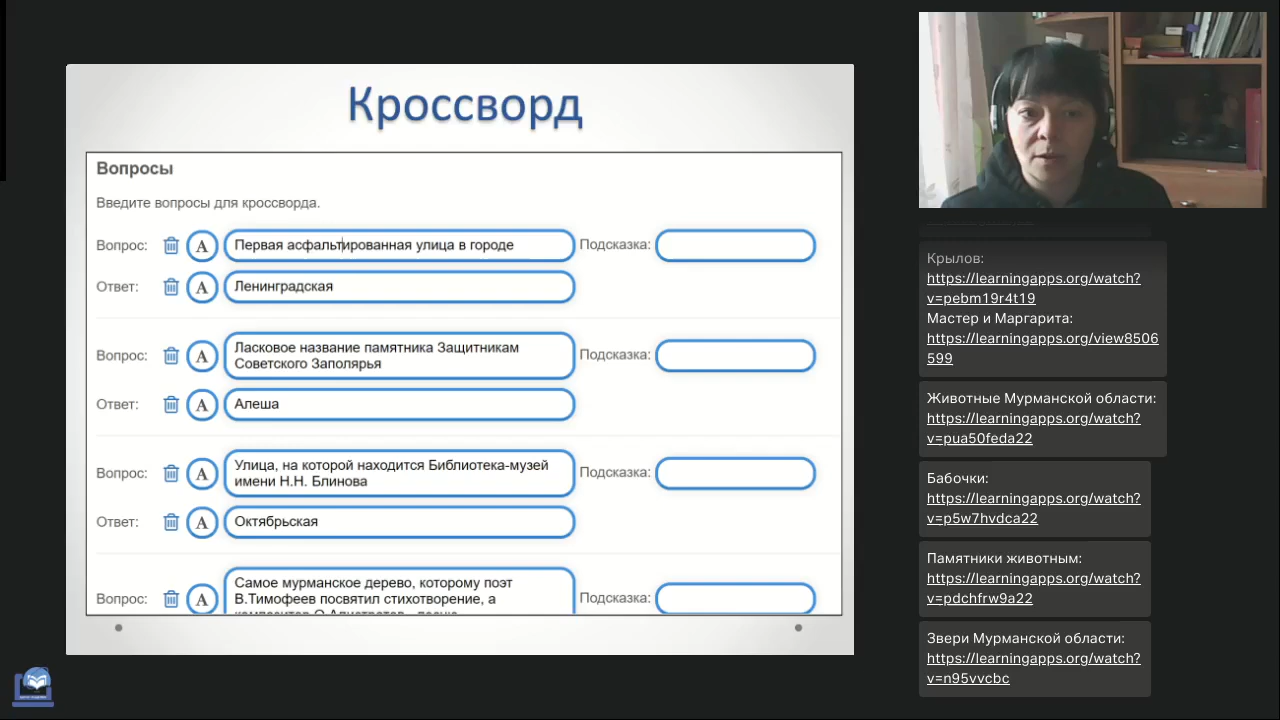 Кроссворд
Вопросы
Введите вопросы для кроссворда.
Вопрос: A Первая асфальтированная улица в городе Подсказка:
Ответ: A Ленинградская
Вопрос: A Ласковое название памятника Защитникам
Советского Заполярья
Подсказка:
Ответ: A Алеша
Вопрос: A Улица, на которой находится Библиотека-музей
имени Н.Н. Блинова
Подсказка:
Ответ: A Октябрьская
Вопрос: A Самое мурманское дерево, которому поэт
В.Тимофеев посвятил стихотворение, а
Подсказка:
Крылов:
https://learningapps.org/watch?
v=pebm19r4t19
Мастер и Маргарита:
https://learningapps.org/view8506
599
Животные Мурманской области:
https://learningapps.org/watch?
v=pua50feda22
Бабочки:
https://learningapps.org/watch?
v=p5w7hvdca22
Памятники животным:
https://learningapps.org/watch?
v=pdchfrw9a22
Звери Мурманской области:
https://learningapps.org/watch?
v=n95vvcbc